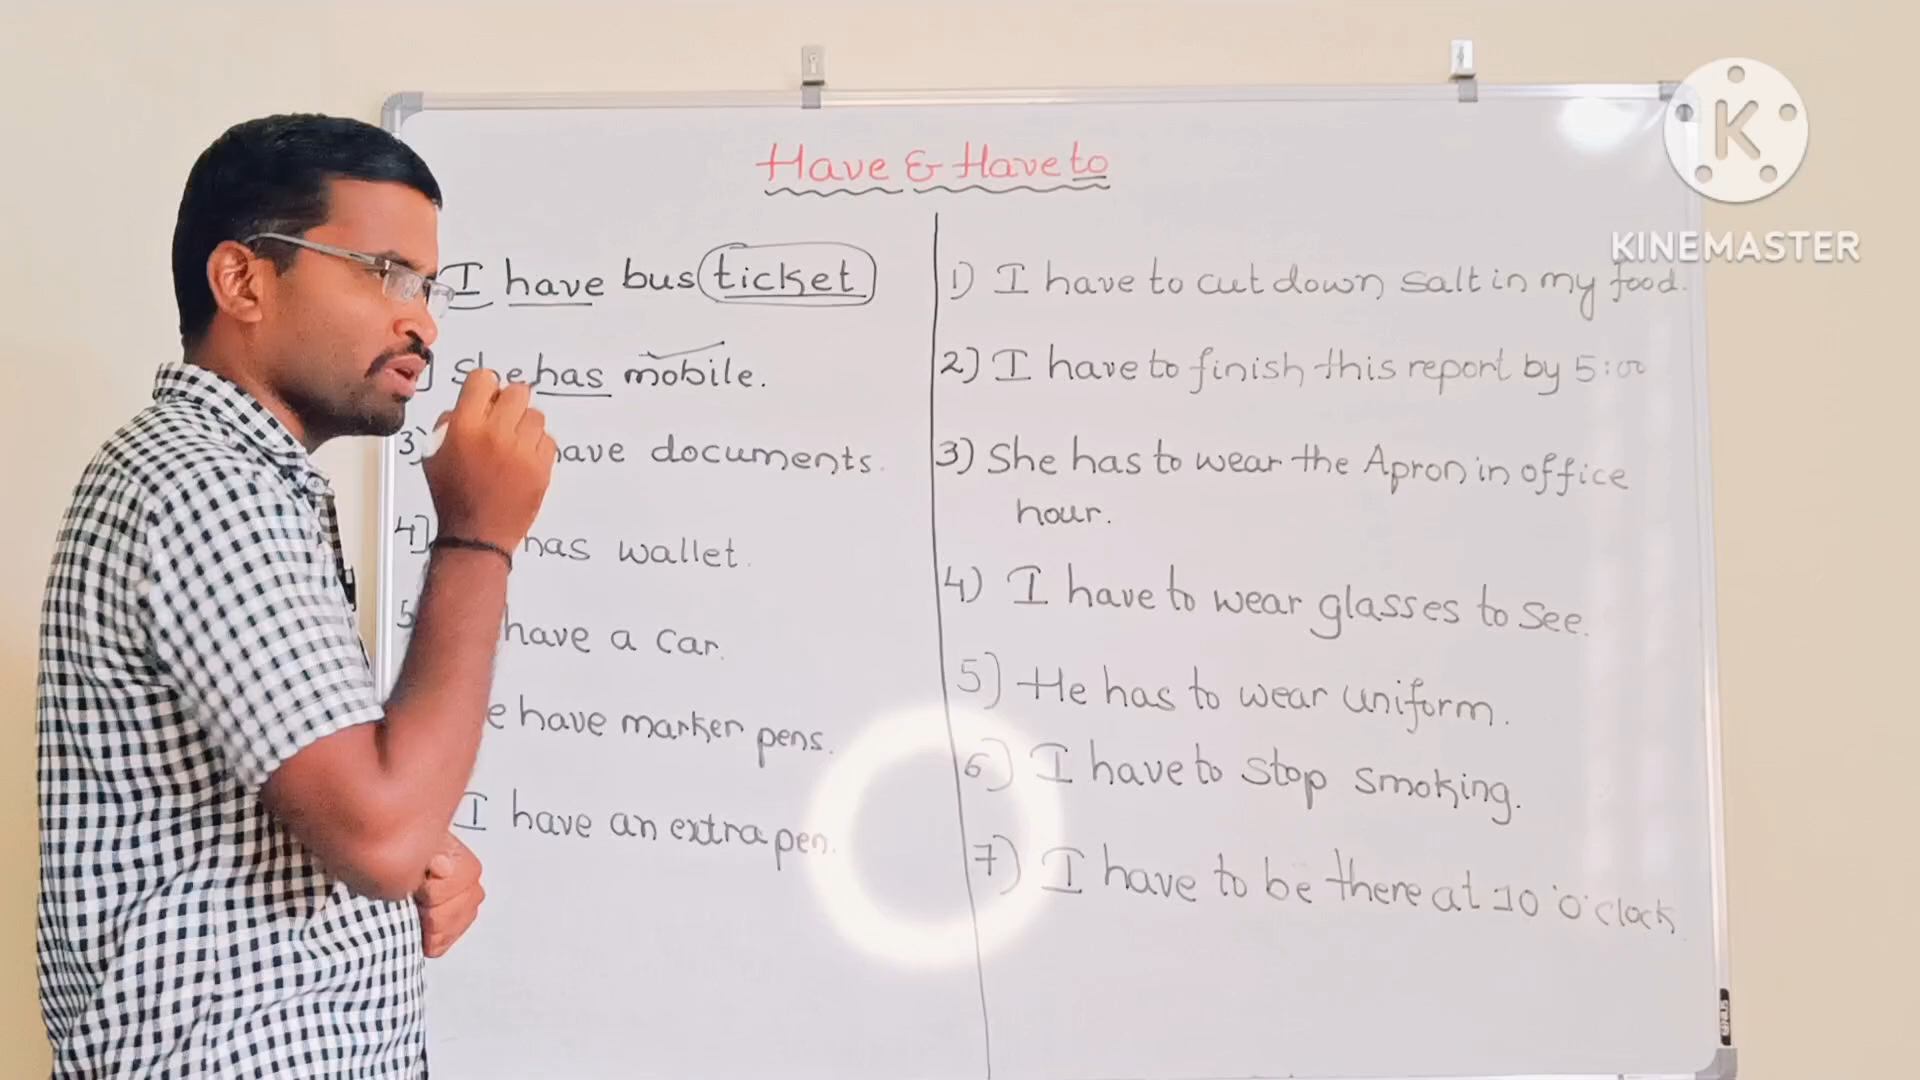 Have & Have to
I have bus ticket
She has mobile.
3) have documents.
4) has wallet.
5 have a car.
e have marker pens.
I have an extra pen.
1) I have to cut down salt in my food.
2) I have to finish this report by 5:00
3) She has to wear the Apron in office
hour.
4) I have to wear glasses to see.
5) He has to wear uniform.
6) I have to stop smoking.
7) I have to be there at 10 'o'clock
K
KINEMASTER